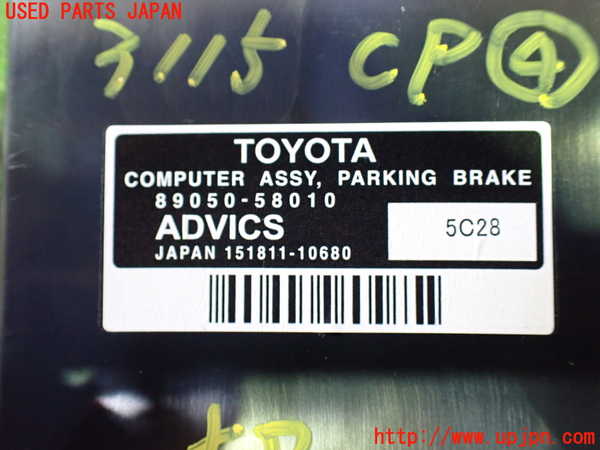 USED PARTS JAPAN
3115 CP④
TOYOTA
COMPUTER ASSY, PARKING BRAKE
89050-58010
ADVICS
5C28
JAPAN 151811-10680
http://www.upjpn.com/